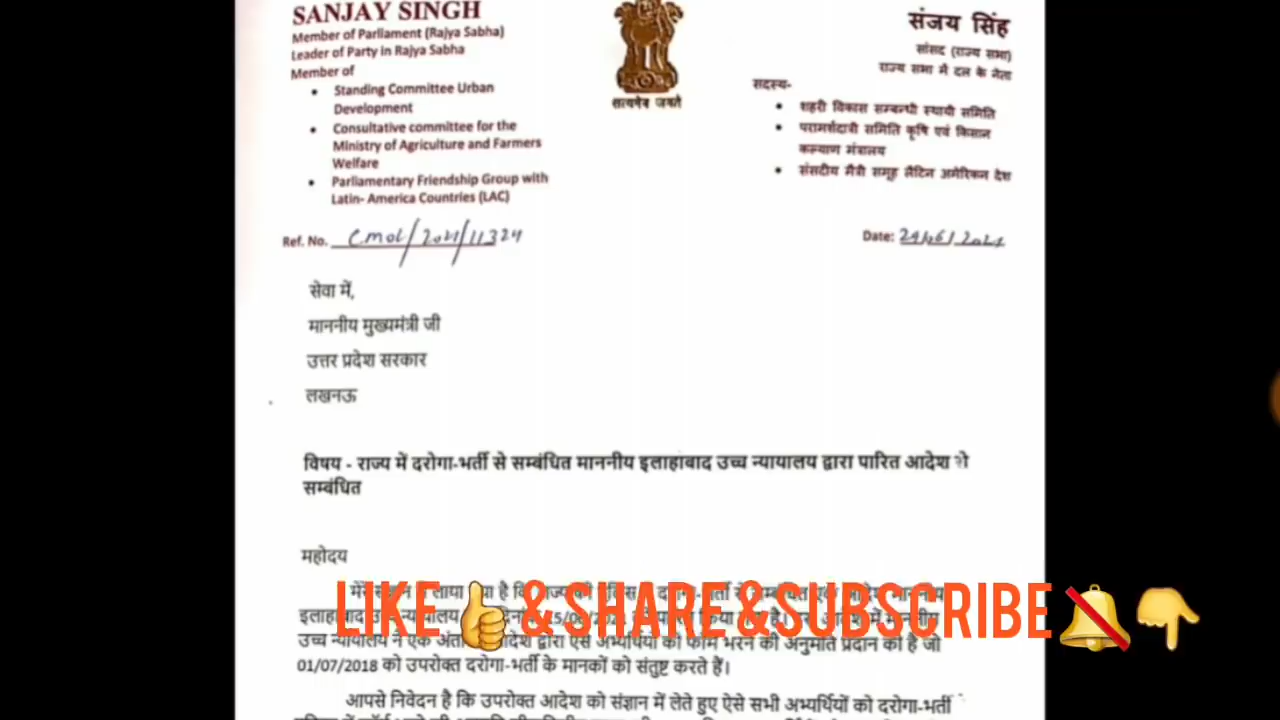 SANJAY SINGH
Member of Parliament (Rajya Sabha)
Leader of Party in Rajya Sabha
Member of
• Standing Committee Urban
Development
• Consultative committee for the
Ministry of Agriculture and Farmers
Welfare
• Parliamentary Friendship Group with
Latin- America Countries (LAC)
सत्यमेव जयते
संजय सिंह
सांसद (राज्य सभा)
राज्य सभा में दल के नेता
सदस्य-
• शहरी विकास सम्बन्धी स्थायी समिति
• परामर्शदात्री समिति कृषि एवं किसान
कल्याण मंत्रालय
• संसदीय मैत्री समूह लैटिन अमेरिकन देश
Ref. No.
Date:
सेवा में,
माननीय मुख्यमंत्री जी
उत्तर प्रदेश सरकार
लखनऊ
विषय - राज्य में दरोगा-भर्ती से सम्बंधित माननीय इलाहाबाद उच्च न्यायालय द्वारा पारित आदेश से
सम्बंधित
महोदय
LIKE & SHARE & SUBSCRIBE
उच्च न्यायालय ने एक द्वारा ऐसे अभ्यर्थियों को फॉर्म भरने की अनुमति प्रदान की है जो
01/07/2018 को उपरोक्त दरोगा-भर्ती के मानकों को संतुष्ट करते हैं।
आपसे निवेदन है कि उपरोक्त आदेश को संज्ञान में लेते हुए ऐसे सभी अभ्यर्थियों को दरोगा-भर्ती